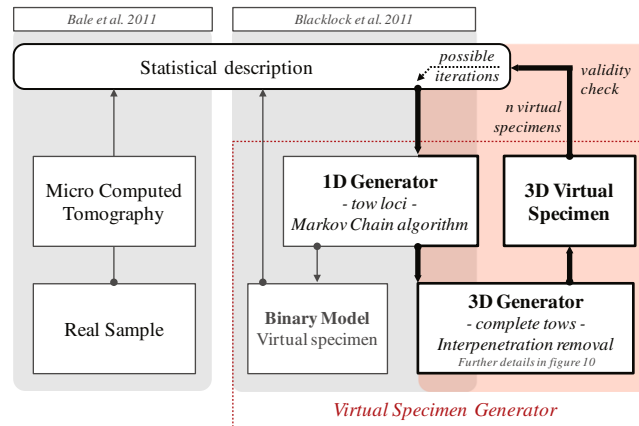 Bale et al. 2011
Blacklock et al. 2011
Statistical description
possible
iterations
validity
check
n virtual
specimens
Micro Computed
Tomography
1D Generator
- tow loci -
Markov Chain algorithm
3D Virtual
Specimen
Real Sample
Binary Model
Virtual specimen
3D Generator
- complete tows -
Interpenetration removal
Further details in figure 10
Virtual Specimen Generator